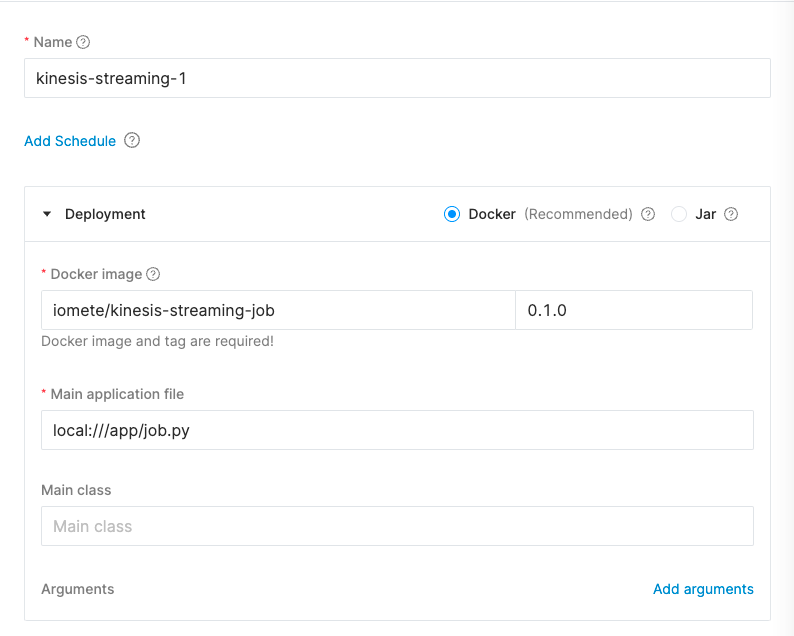 * Name
kinesis-streaming-1
Add Schedule
Deployment Docker (Recommended) Jar
* Docker image
iomete/kinesis-streaming-job 0.1.0
Docker image and tag are required!
* Main application file
local:///app/job.py
Main class
Main class
Arguments Add arguments